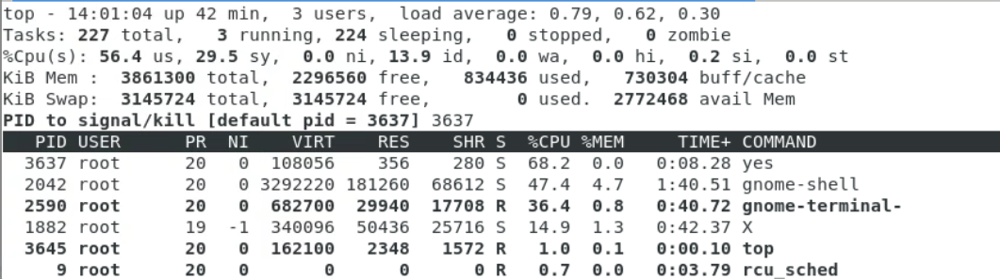 top - 14:01:04 up 42 min,  3 users,  load average: 0.79, 0.62, 0.30
Tasks: 227 total,   3 running, 224 sleeping,   0 stopped,   0 zombie
%Cpu(s): 56.4 us, 29.5 sy,  0.0 ni, 13.9 id,  0.0 wa,  0.0 hi,  0.2 si,  0.0 st
KiB Mem :  3861300 total,  2296560 free,   834436 used,   730304 buff/cache
KiB Swap:  3145724 total,  3145724 free,        0 used.  2772468 avail Mem
PID to signal/kill [default pid = 3637] 3637
PID USER      PR  NI    VIRT    RES    SHR S  %CPU %MEM     TIME+ COMMAND
3637 root      20   0  108056    356    280 S  68.2  0.0   0:08.28 yes
2042 root      20   0 3292220 181260  68612 S  47.4  4.7   1:40.51 gnome-shell
2590 root      20   0  682700  29940  17708 R  36.4  0.8   0:40.72 gnome-terminal-
1882 root      19  -1  340096  50436  25716 S  14.9  1.3   0:42.37 X
3645 root      20   0  162100   2348   1572 R   1.0  0.1   0:00.10 top
9 root      20   0       0      0      0 R   0.7  0.0   0:03.79 rcu_sched